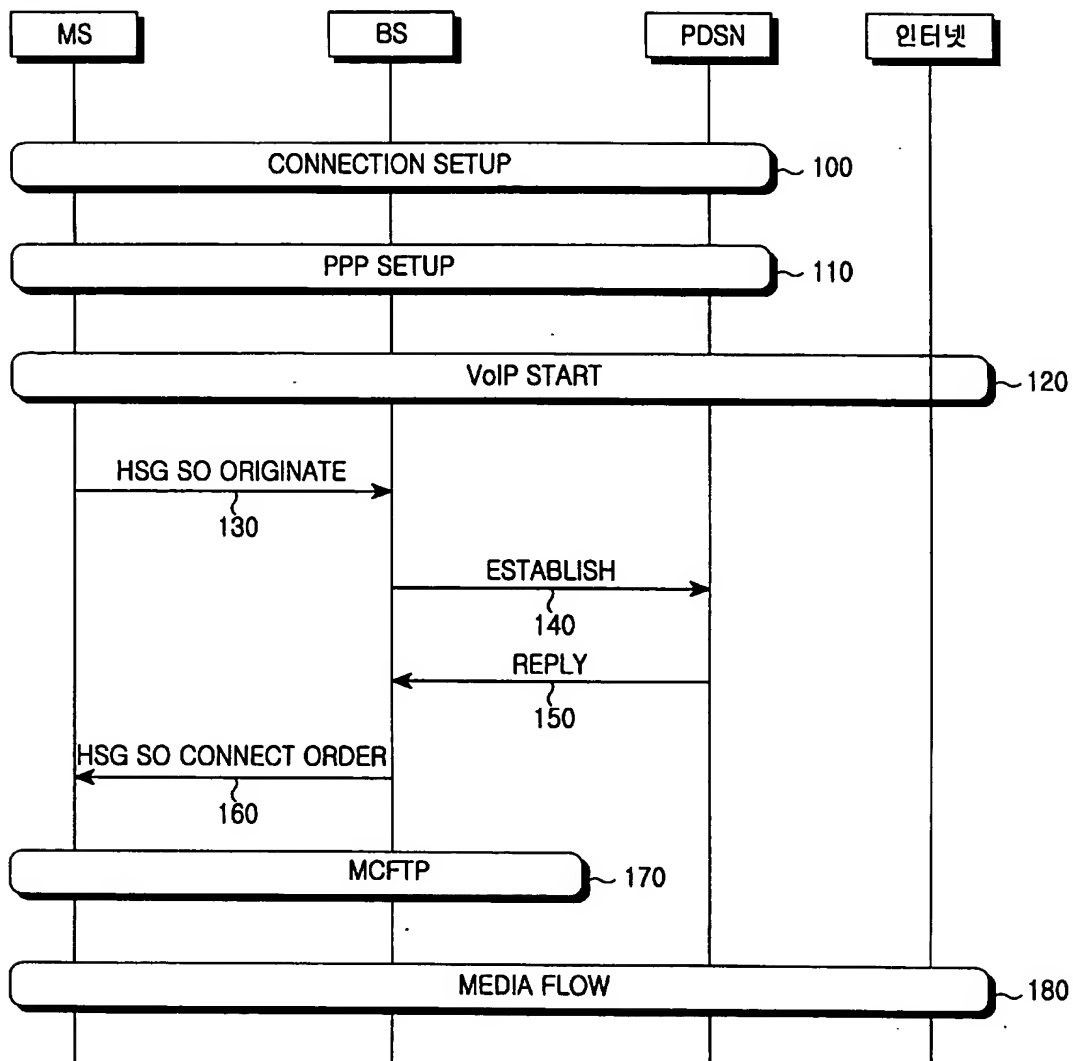 MS
BS
PDSN
인터넷
CONNECTION SETUP
100
PPP SETUP
110
VoIP START
120
HSG SO ORIGINATE
130
ESTABLISH
140
REPLY
150
HSG SO CONNECT ORDER
160
MCFTP
170
MEDIA FLOW
180